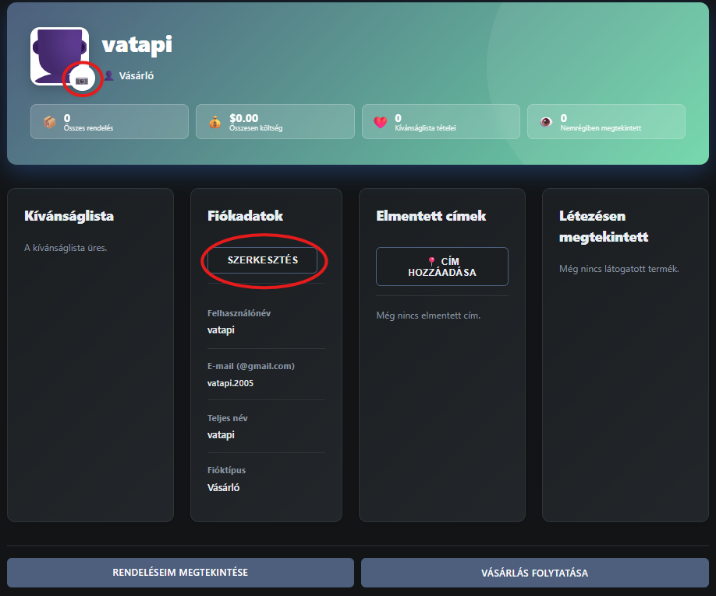 vatapi
Vásárló
0
Összes rendelés
$0.00
Összesen költség
0
Kívánságlista tételei
0
Nemrégiben megtekintett
Kívánságlista
A kívánságlista üres.
Fiókadatok
SZERKESZTÉS
Felhasználónév
vatapi
E-mail (@gmail.com)
vatapi.2005
Teljes név
vatapi
Fióktípus
Vásárló
Elmentett címek
CÍM
HOZZÁADÁSA
Még nincs elmentett cím.
Létezésen
megtekintett
Még nincs látogatott termék.
RENDELÉSEIM MEGTEKINTÉSE
VÁSÁRLÁS FOLYTATÁSA